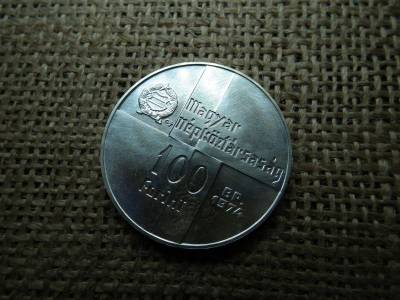 Magyar
Népköztársaság
100
Forint
BP.
1974